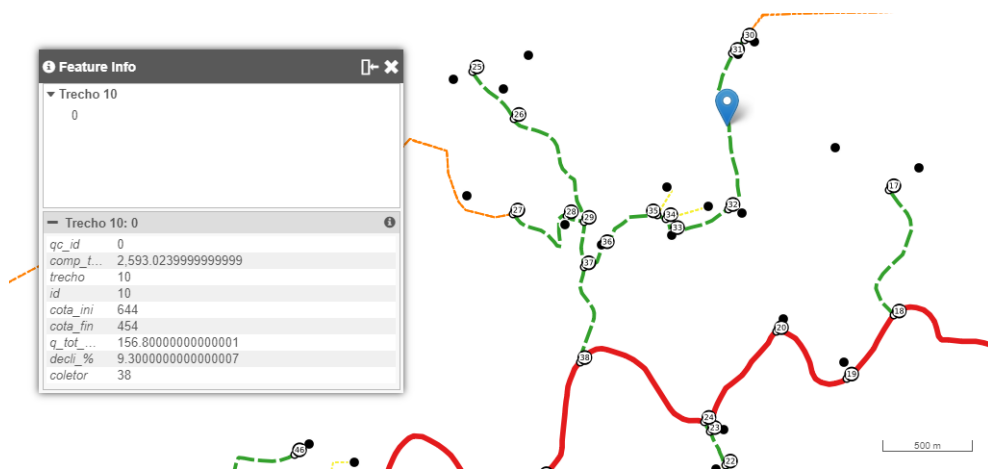 Feature Info
Trecho 10
0
Trecho 10: 0
qc_id 0
comp_t... 2,593.0239999999999
trecho 10
id 10
cota_ini 644
cota_fin 454
q_tot_... 156.80000000000001
decli_% 9.3000000000000007
coletor 38
30
31
25
26
17
32
27
28
29
35
34
33
36
37
18
20
38
19
24
23
22
46
500 m